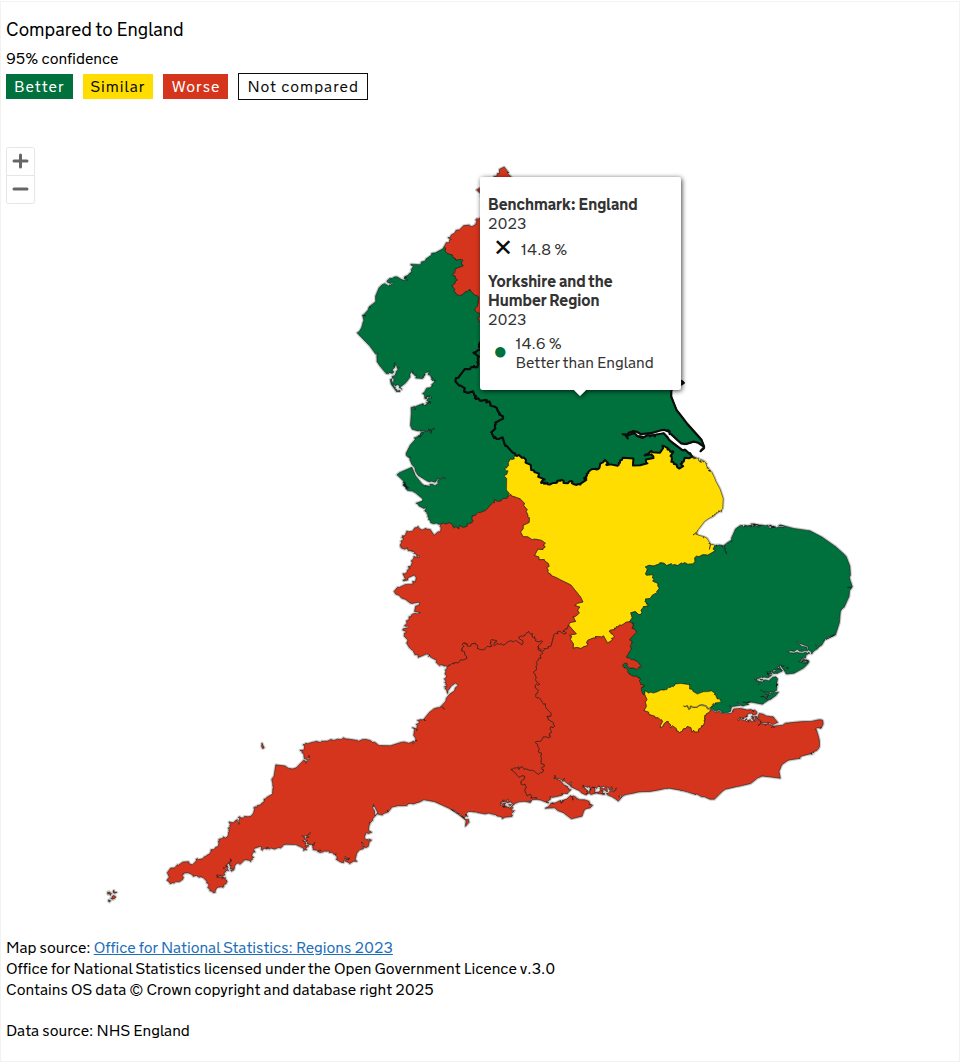 Compared to England
95% confidence
Better Similar Worse Not compared
+
−
Benchmark: England
2023
✕ 14.8 %
Yorkshire and the
Humber Region
2023
14.6 %
Better than England
Map source: Office for National Statistics: Regions 2023
Office for National Statistics licensed under the Open Government Licence v.3.0
Contains OS data © Crown copyright and database right 2025
Data source: NHS England